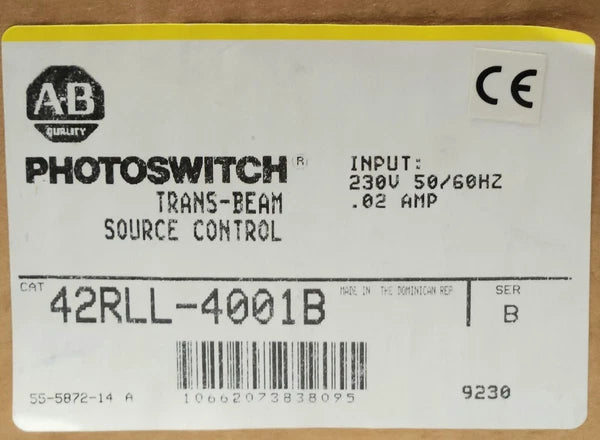 A-B
QUALITY
CE
PHOTOSWITCH®
TRANS-BEAM
SOURCE CONTROL
INPUT:
230V 50/60HZ
.02 AMP
CAT
42RLL-4001B
MADE IN THE DOMINICAN REP
SER
B
55-5872-14 A
10662073838095
9230